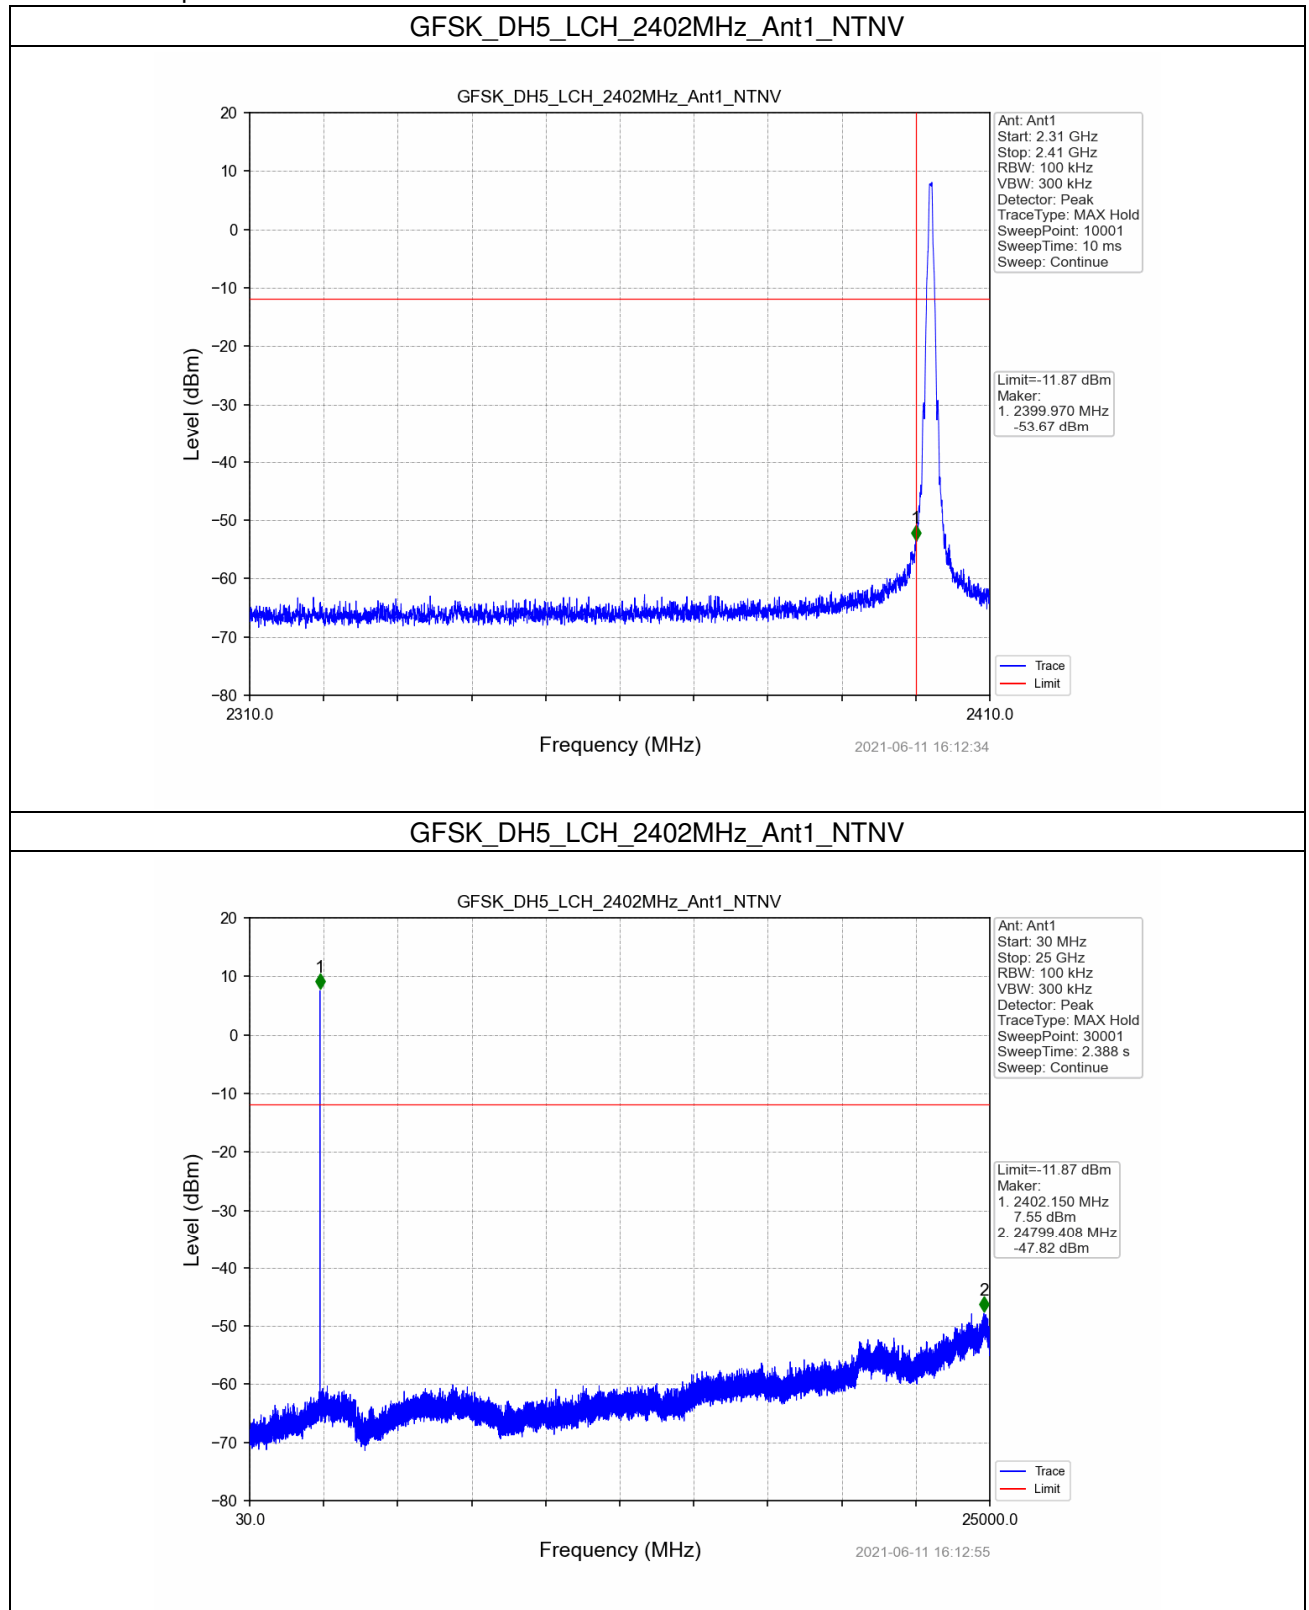 GFSK_DH5_LCH_2402MHz_Ant1_NTNV
GFSK_DH5_LCH_2402MHz_Ant1_NTNV
20
10
0
−10
−20
−30
−40
−50
−60
−70
−80
Level (dBm)
1
2310.0
2410.0
Frequency (MHz)
2021-06-11 16:12:34
Ant: Ant1
Start: 2.31 GHz
Stop: 2.41 GHz
RBW: 100 kHz
VBW: 300 kHz
Detector: Peak
TraceType: MAX Hold
SweepPoint: 10001
SweepTime: 10 ms
Sweep: Continue
Limit=-11.87 dBm
Maker:
1. 2399.970 MHz
-53.67 dBm
Trace
Limit
GFSK_DH5_LCH_2402MHz_Ant1_NTNV
GFSK_DH5_LCH_2402MHz_Ant1_NTNV
20
10
0
−10
−20
−30
−40
−50
−60
−70
−80
Level (dBm)
1
2
30.0
25000.0
Frequency (MHz)
2021-06-11 16:12:55
Ant: Ant1
Start: 30 MHz
Stop: 25 GHz
RBW: 100 kHz
VBW: 300 kHz
Detector: Peak
TraceType: MAX Hold
SweepPoint: 30001
SweepTime: 2.388 s
Sweep: Continue
Limit=-11.87 dBm
Maker:
1. 2402.150 MHz
7.55 dBm
2. 24799.408 MHz
-47.82 dBm
Trace
Limit